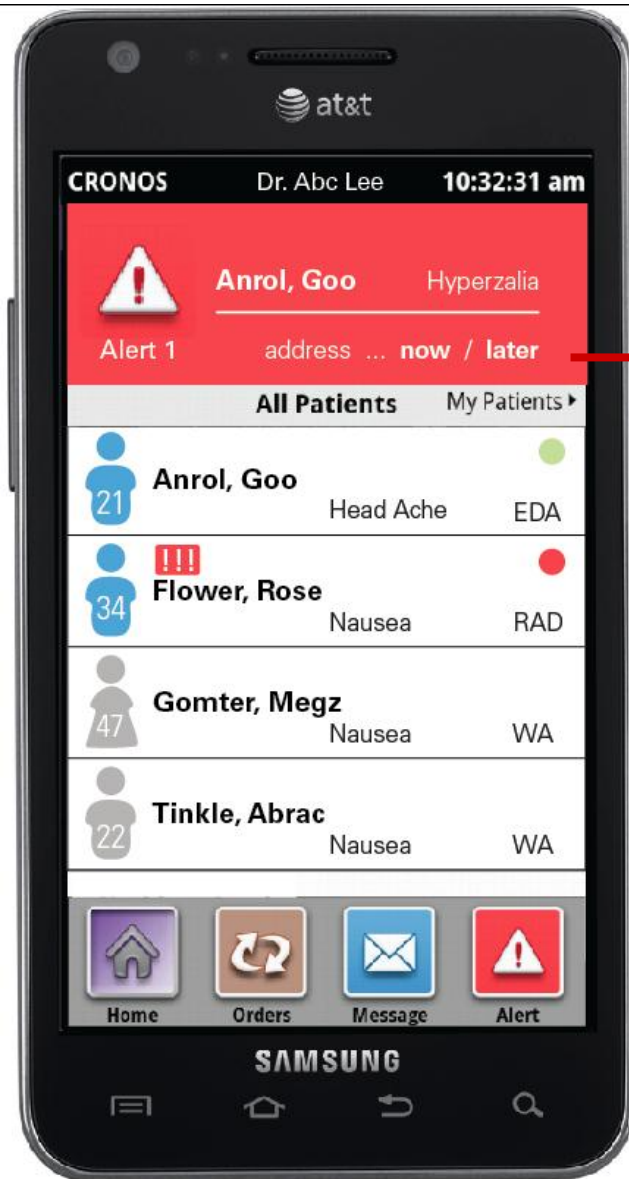 at&t
CRONOS Dr. Abc Lee 10:32:31 am
Anrol, Goo Hyperzalia
Alert 1 address ... now / later
All Patients My Patients
21 Anrol, Goo
Head Ache EDA
!!!
34 Flower, Rose
Nausea RAD
47 Gomter, Megz
Nausea WA
22 Tinkle, Abrac
Nausea WA
Home Orders Message Alert
SAMSUNG